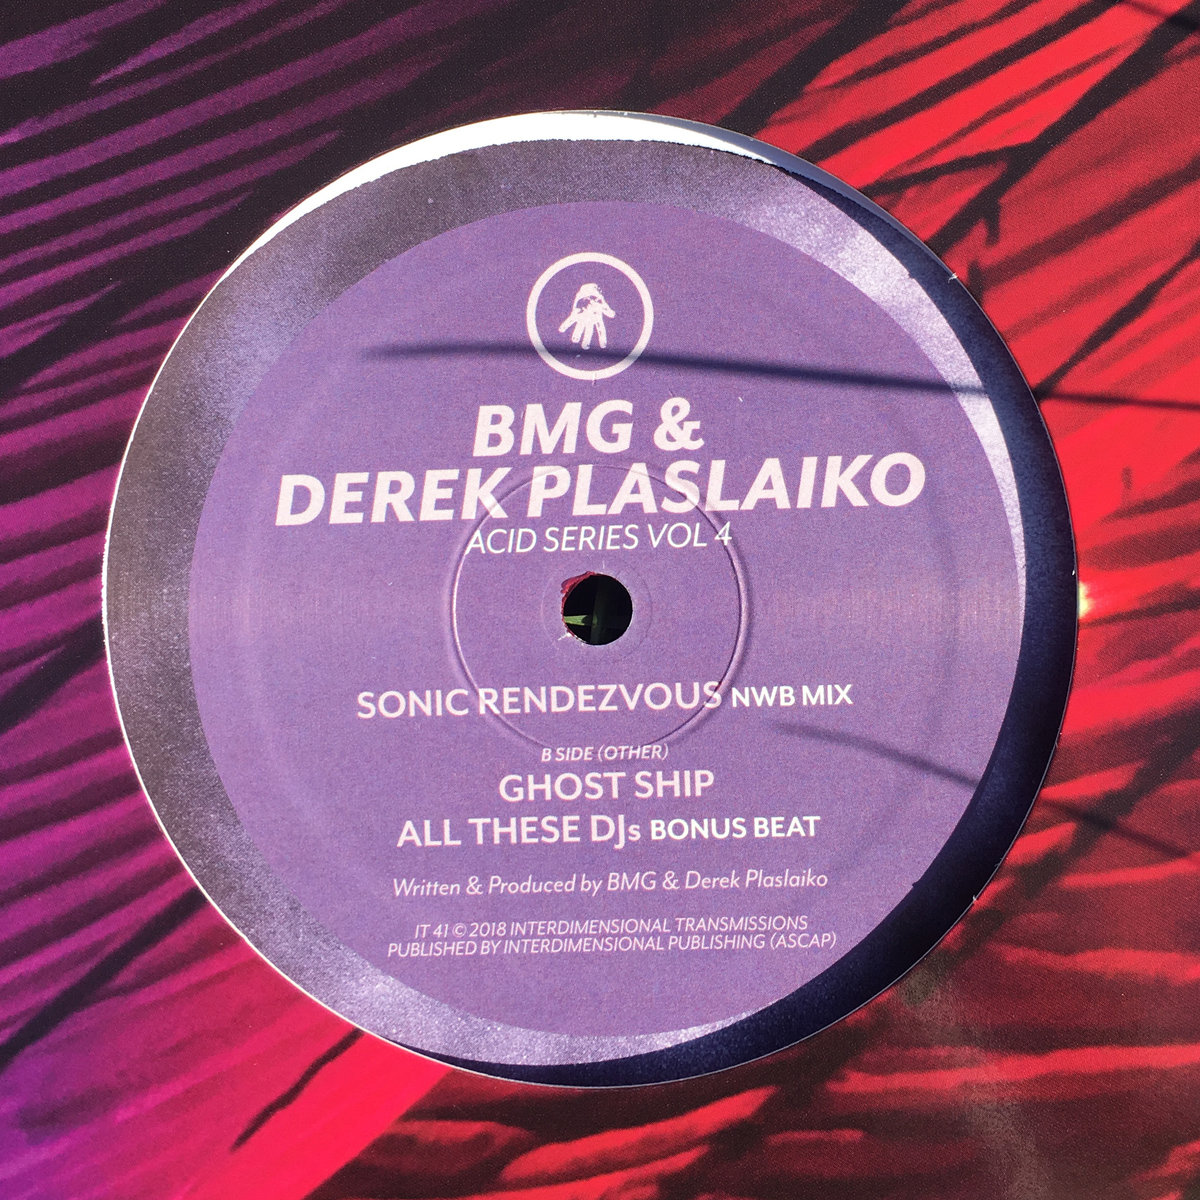 BMG &
DEREK PLASLAIKO
ACID SERIES VOL 4
SONIC RENDEZVOUS NWB MIX
B SIDE (OTHER)
GHOST SHIP
ALL THESE DJs BONUS BEAT
Written & Produced by BMG & Derek Plaslaiko
IT 41 © 2018 INTERDIMENSIONAL TRANSMISSIONS
PUBLISHED BY INTERDIMENSIONAL PUBLISHING (ASCAP)